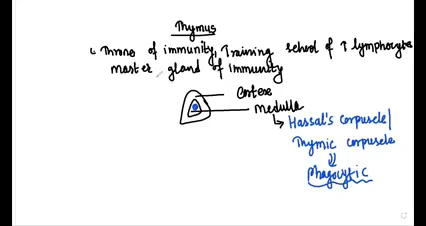 Thymus
↳ Throne of immunity, Training school of T lymphocytes
master gland of immunity
Cortex
Medulla
↳ Hassal's corpuscle/
Thymic corpuscle
⇓
Phagocytic